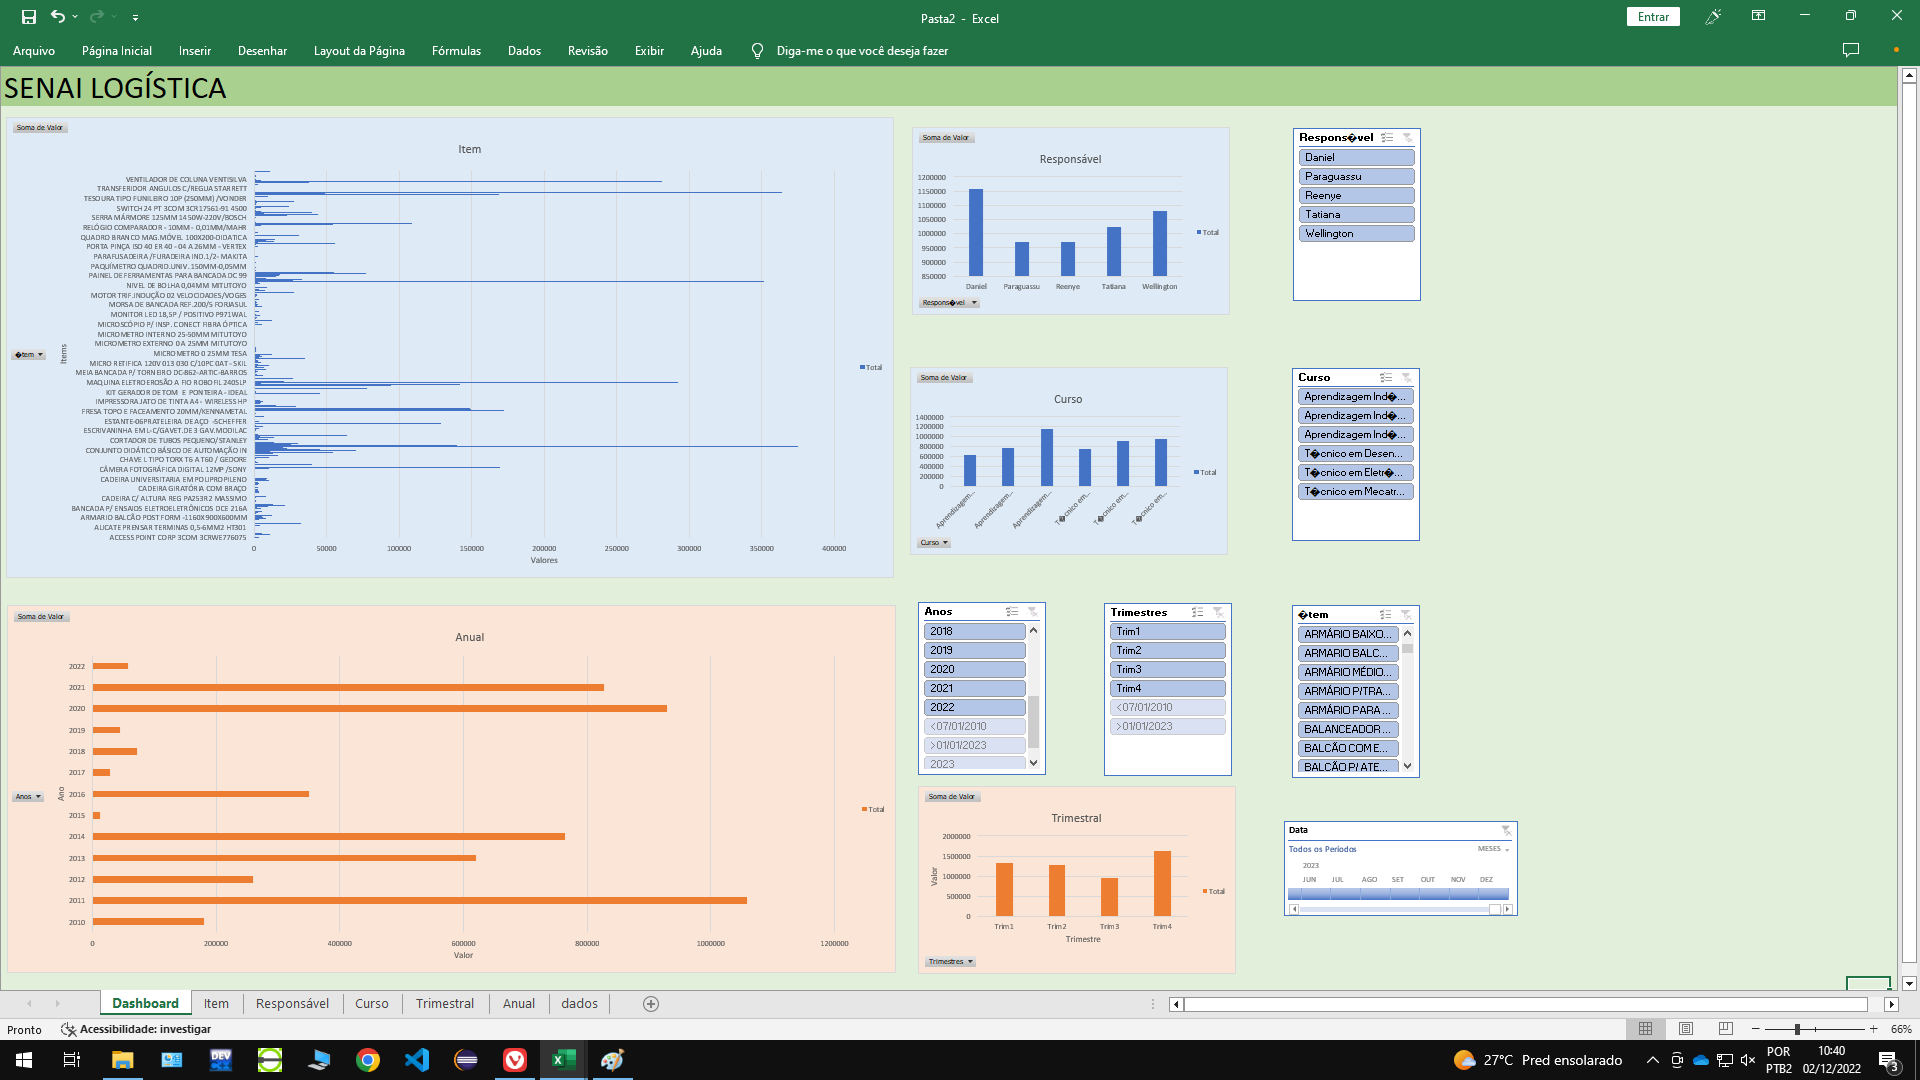 Pasta2 - Excel
Entrar
Arquivo
Página Inicial
Inserir
Desenhar
Layout da Página
Fórmulas
Dados
Revisão
Exibir
Ajuda
Diga-me o que você deseja fazer
SENAI LOGÍSTICA
Soma de Valor
Item
VENTILADOR DE COLUNA VENTISILVA
TRANSFERIDOR ANGULOS C/REGUA STARRETT
TESOURA TIPO FUNILEIRO 10P (250MM) /VONDER
SWITCH 24 PT 3COM 3CR17561-91 4500
SERRA MÁRMORE 125MM 1450W-220V/BOSCH
RELÓGIO COMPARADOR - 10MM - 0,01MM/MAHR
QUADRO BRANCO MAG.MÓVEL 100X200-DIDATICA
PORTA PINÇA ISO 40 ER 40 - 04 A 26MM - VERTEX
PARAFUSADEIRA /FURADEIRA IND.1/2- MAKITA
PAQUÍMETRO QUADRID.UNIV.150MM-0,05MM
PAINEL DE FERRAMENTAS PARA BANCADA DC 99
NIVEL DE BOLHA 0,04MM MITUTOYO
MOTOR TRIF.INDUÇÃO 02 VELOCIDADES/VOGES
MORSA DE BANCADA REF.200/5 FORJASUL
MONITOR LED 18,5P / POSITIVO P971WAL
MICROSCÓPIO P/ INSP. CONECT FIBRA ÓPTICA
MICROMETRO INTERNO 25-50MM MITUTOYO
MICROMETRO EXTERNO 0 A 25MM MITUTOYO
MICROMETRO 0 25MM TESA
MICRO RETIFICA 120V 013 030 C/10PC 0AT - SKIL
MEIA BANCADA P/ TORNEIRO DC-862-ARTIC-BARROS
MAQUINA ELETROEROSÃO A FIO ROBOFIL 240SLP
KIT GERADOR DE TOM E PONTEIRA - IDEAL
IMPRESSORA JATO DE TINTA A4 - WIRELESS HP
FRESA TOPO E FACEAMENTO 20MM/KENNAMETAL
ESTANTE-06PRATELEIRA DE AÇO -SCHEFFER
ESCRIVANINHA EM L-C/GAVET.DE 3 GAV.MODILAC
CORTADOR DE TUBOS PEQUENO/STANLEY
CONJUNTO DIDÁTICO BÁSICO DE AUTOMAÇÃO IN
CHAVE L TIPO TORX T6 A T60 / GEDORE
CÂMERA FOTOGRÁFICA DIGITAL 12MP /SONY
CADEIRA UNIVERSITARIA EM POLIPROPILENO
CADEIRA GIRATÓRIA COM BRAÇO
CADEIRA C/ ALTURA REG PA253R2 MASSIMO
BANCADA P/ ENSAIOS ELETROELETRÔNICOS DCE 216A
ARMARIO BALCÃO POST FORM -1160X900X600MM
ALICATE PRENSAR TERMINAS 0,5-6MM2 HT301
ACCESS POINT CORP 3COM 3CRWE776075
�tem
Items
0 50000 100000 150000 200000 250000 300000 350000 400000
Valores
Total
Soma de Valor
Responsável
1200000
1150000
1100000
1050000
1000000
950000
900000
850000
Daniel Paraguassu Reenye Tatiana Wellington
Total
Respons�vel
Respons�vel
Daniel
Paraguassu
Reenye
Tatiana
Wellington
Soma de Valor
Curso
1400000
1200000
1000000
800000
600000
400000
200000
0
Aprendizagem... Aprendizagem... Aprendizagem... T�cnico em... T�cnico em... T�cnico em...
Total
Curso
Curso
Aprendizagem Ind�...
Aprendizagem Ind�...
Aprendizagem Ind�...
T�cnico em Desen...
T�cnico em Eletr�...
T�cnico em Mecatr...
Soma de Valor
Anual
2022
2021
2020
2019
2018
2017
2016
2015
2014
2013
2012
2011
2010
Anos
Ano
0 200000 400000 600000 800000 1000000 1200000
Valor
Total
Anos
2018
2019
2020
2021
2022
<07/01/2010
>01/01/2023
2023
Trimestres
Trim1
Trim2
Trim3
Trim4
<07/01/2010
>01/01/2023
�tem
ARMÁRIO BAIXO...
ARMARIO BALC...
ARMÁRIO MÉDIO...
ARMÁRIO P/TRA...
ARMÁRIO PARA ...
BALANCEADOR ...
BALCÃO COM E...
BALCÃO P/ ATE...
Soma de Valor
Trimestral
2000000
1500000
1000000
500000
0
Valor
Trim1 Trim2 Trim3 Trim4
Trimestre
Total
Trimestres
Data
Todos os Períodos
MESES
2023
JUN JUL AGO SET OUT NOV DEZ
Dashboard
Item
Responsável
Curso
Trimestral
Anual
dados
Pronto
Acessibilidade: investigar
66%
DEV
C++
27°C Pred ensolarado
POR
PTB2
10:40
02/12/2022
3